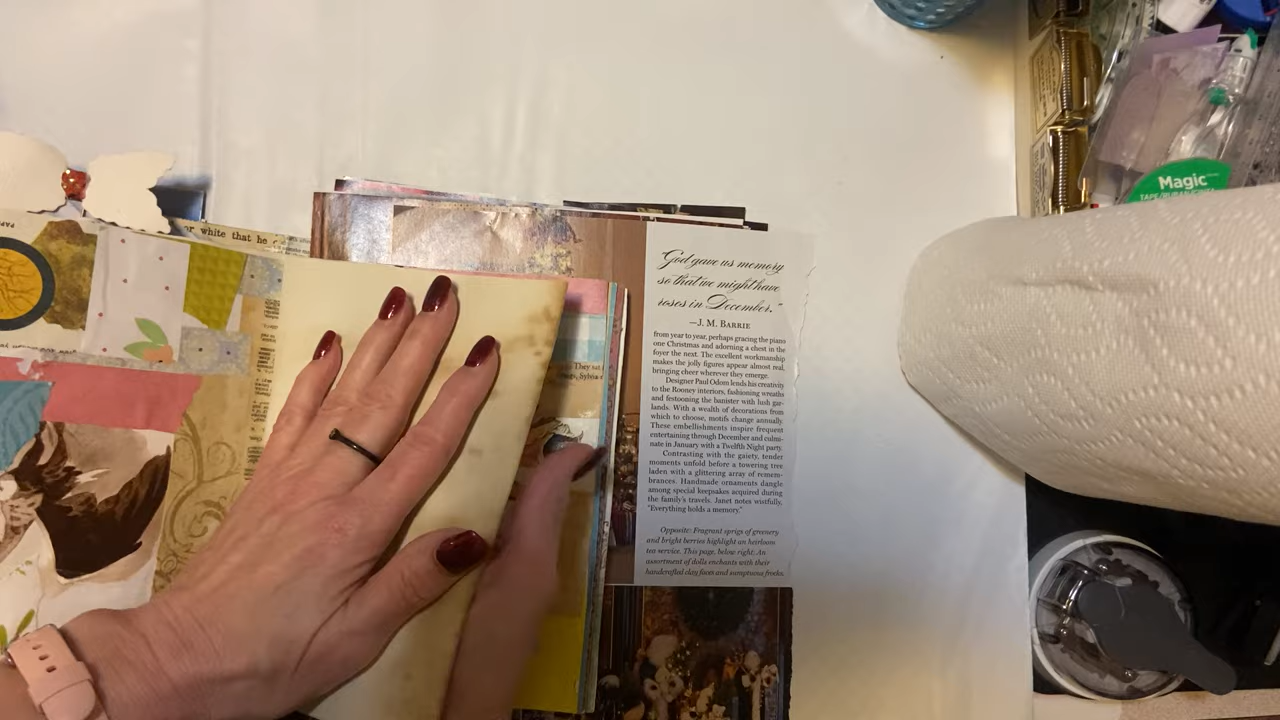 Magic
or white that he
God gave us memory
so that we might have
roses in December."
—J. M. BARRIE
from year to year, perhaps gracing the piano
one Christmas and adorning a chest in the
foyer the next. The excellent workmanship
makes the jolly figures appear almost real,
bringing cheer wherever they emerge.
Designer Paul Odom lends his creativity
to the Rooney interiors, fashioning wreaths
and festooning the banister with lush gar-
lands. With a wealth of decorations from
which to choose, motifs change annually.
These embellishments inspire frequent
entertaining through December and culmi-
nate in January with a Twelfth Night party.
Contrasting with the gaiety, tender
moments unfold before a towering tree
laden with a glittering array of remem-
brances. Handmade ornaments dangle
among special keepsakes acquired during
the family's travels. Janet notes wistfully,
"Everything holds a memory."
Opposite: Fragrant sprigs of greenery
and bright berries highlight an heirloom
tea service. This page, below right: An
assortment of dolls enchants with their
handcrafted clay faces and sumptuous frocks.
They sat